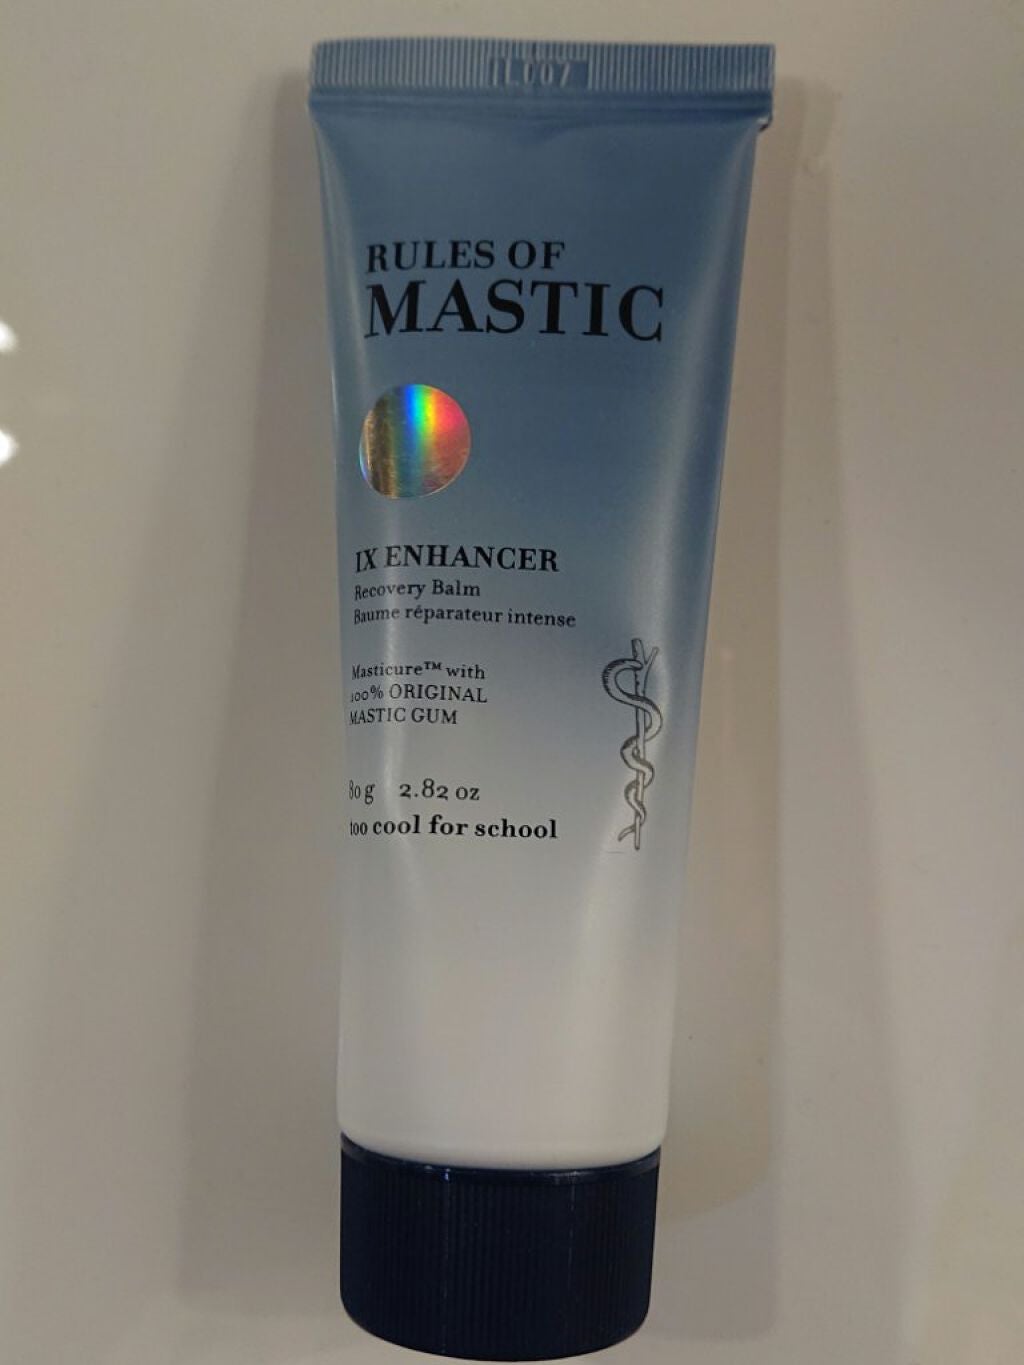 RULES OF
MASTIC
IX ENHANCER
Recovery Balm
Baume réparateur intense
Masticure™ with
100% ORIGINAL
MASTIC GUM
80 g 2.82 oz
too cool for school